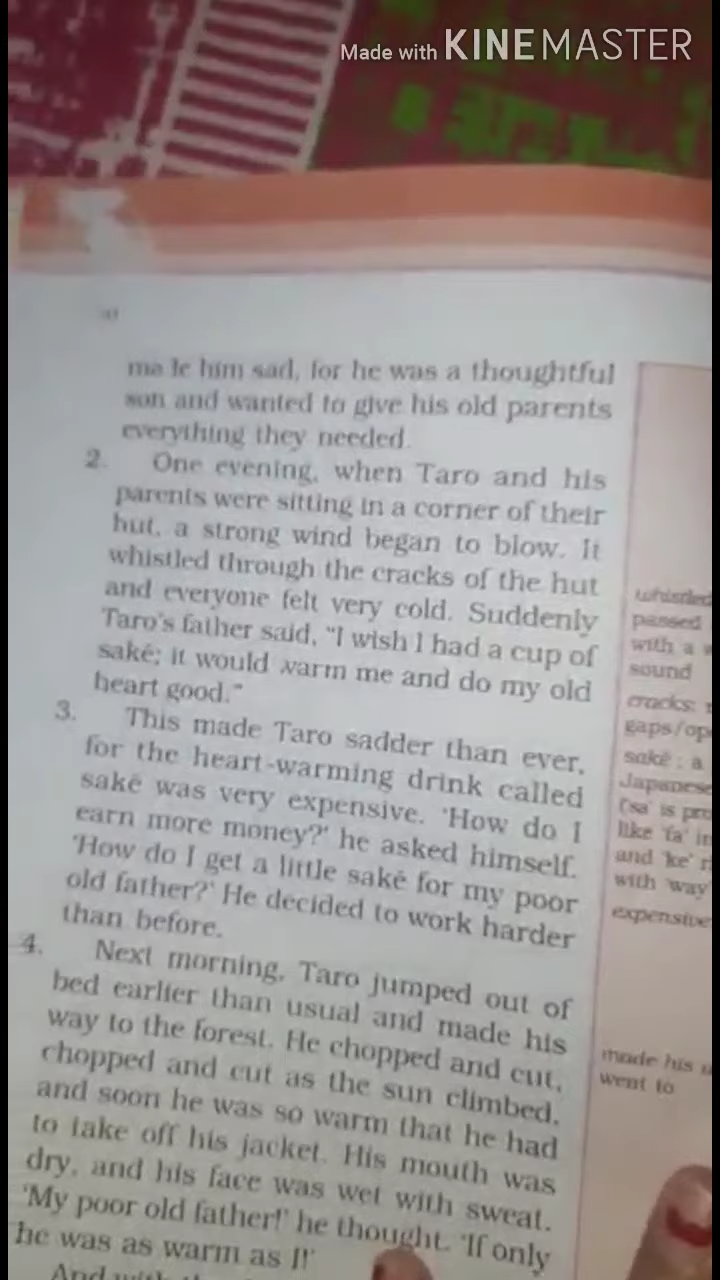 Made with KINEMASTER
made him sad, for he was a thoughtful
son and wanted to give his old parents
everything they needed.
2. One evening, when Taro and his
parents were sitting in a corner of their
hut, a strong wind began to blow. It
whistled through the cracks of the hut
and everyone felt very cold. Suddenly
Taro's father said, "I wish I had a cup of
saké; it would warm me and do my old
heart good."
3. This made Taro sadder than ever,
for the heart-warming drink called
saké was very expensive. 'How do I
earn more money?' he asked himself.
'How do I get a little saké for my poor
old father?' He decided to work harder
than before.
4. Next morning, Taro jumped out of
bed earlier than usual and made his
way to the forest. He chopped and cut,
chopped and cut as the sun climbed,
and soon he was so warm that he had
to take off his jacket. His mouth was
dry, and his face was wet with sweat.
'My poor old father!' he thought. 'If only
he was as warm as I!'
And
whistled
passed
with a
sound
cracks:
gaps/op
saké : a
Japanese
('sa' is pro
like 'fa' in
and 'ke' r
with 'way'
expensive
made his
went to